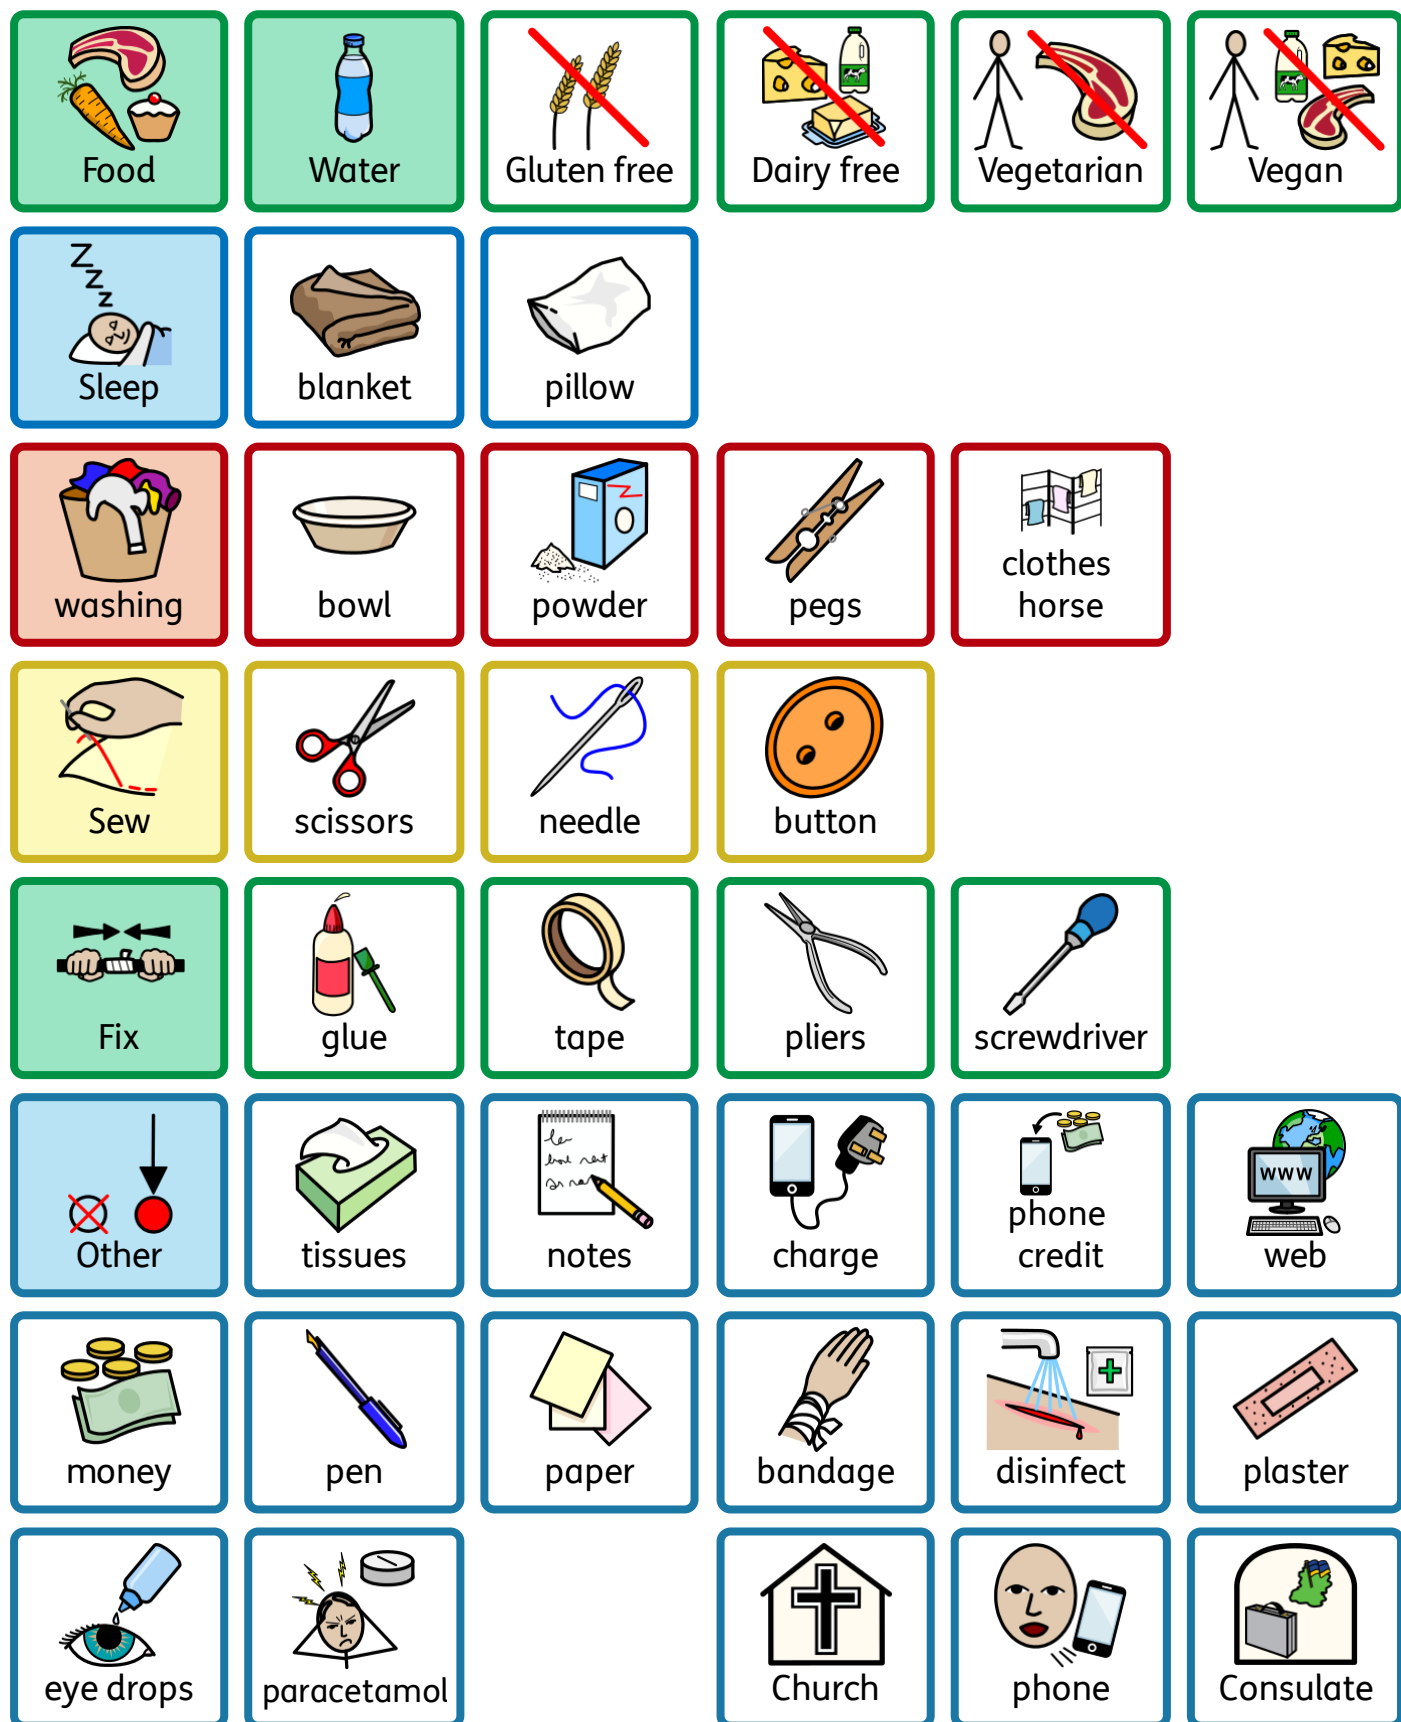 Food
Water
Gluten free
Dairy free
Vegetarian
Vegan
Z
Z
Z
Sleep
blanket
pillow
washing
bowl
powder
pegs
clothes
horse
Sew
scissors
needle
button
Fix
glue
tape
pliers
screwdriver
Other
tissues
notes
charge
phone
credit
www
web
money
pen
paper
bandage
disinfect
plaster
eye drops
paracetamol
Church
phone
Consulate